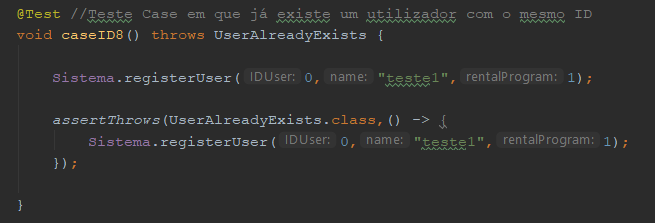 @Test //Teste Case em que já existe um utilizador com o mesmo ID
void caseID8() throws UserAlreadyExists {
Sistema.registerUser( IDUser: 0, name: "teste1", rentalProgram: 1);
assertThrows(UserAlreadyExists.class,() -> {
Sistema.registerUser( IDUser: 0, name: "teste1", rentalProgram: 1);
});
}